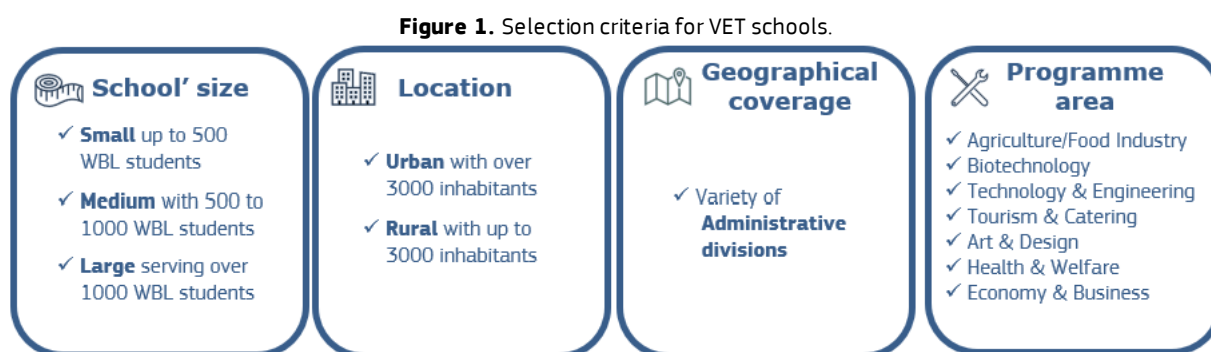 Figure 1. Selection criteria for VET schools.
School' size
✓ Small up to 500
WBL students
✓ Medium with 500 to
1000 WBL students
✓ Large serving over
1000 WBL students
Location
✓ Urban with over
3000 inhabitants
✓ Rural with up to
3000 inhabitants
Geographical
coverage
✓ Variety of
Administrative
divisions
Programme
area
✓ Agriculture/Food Industry
✓ Biotechnology
✓ Technology & Engineering
✓ Tourism & Catering
✓ Art & Design
✓ Health & Welfare
✓ Economy & Business